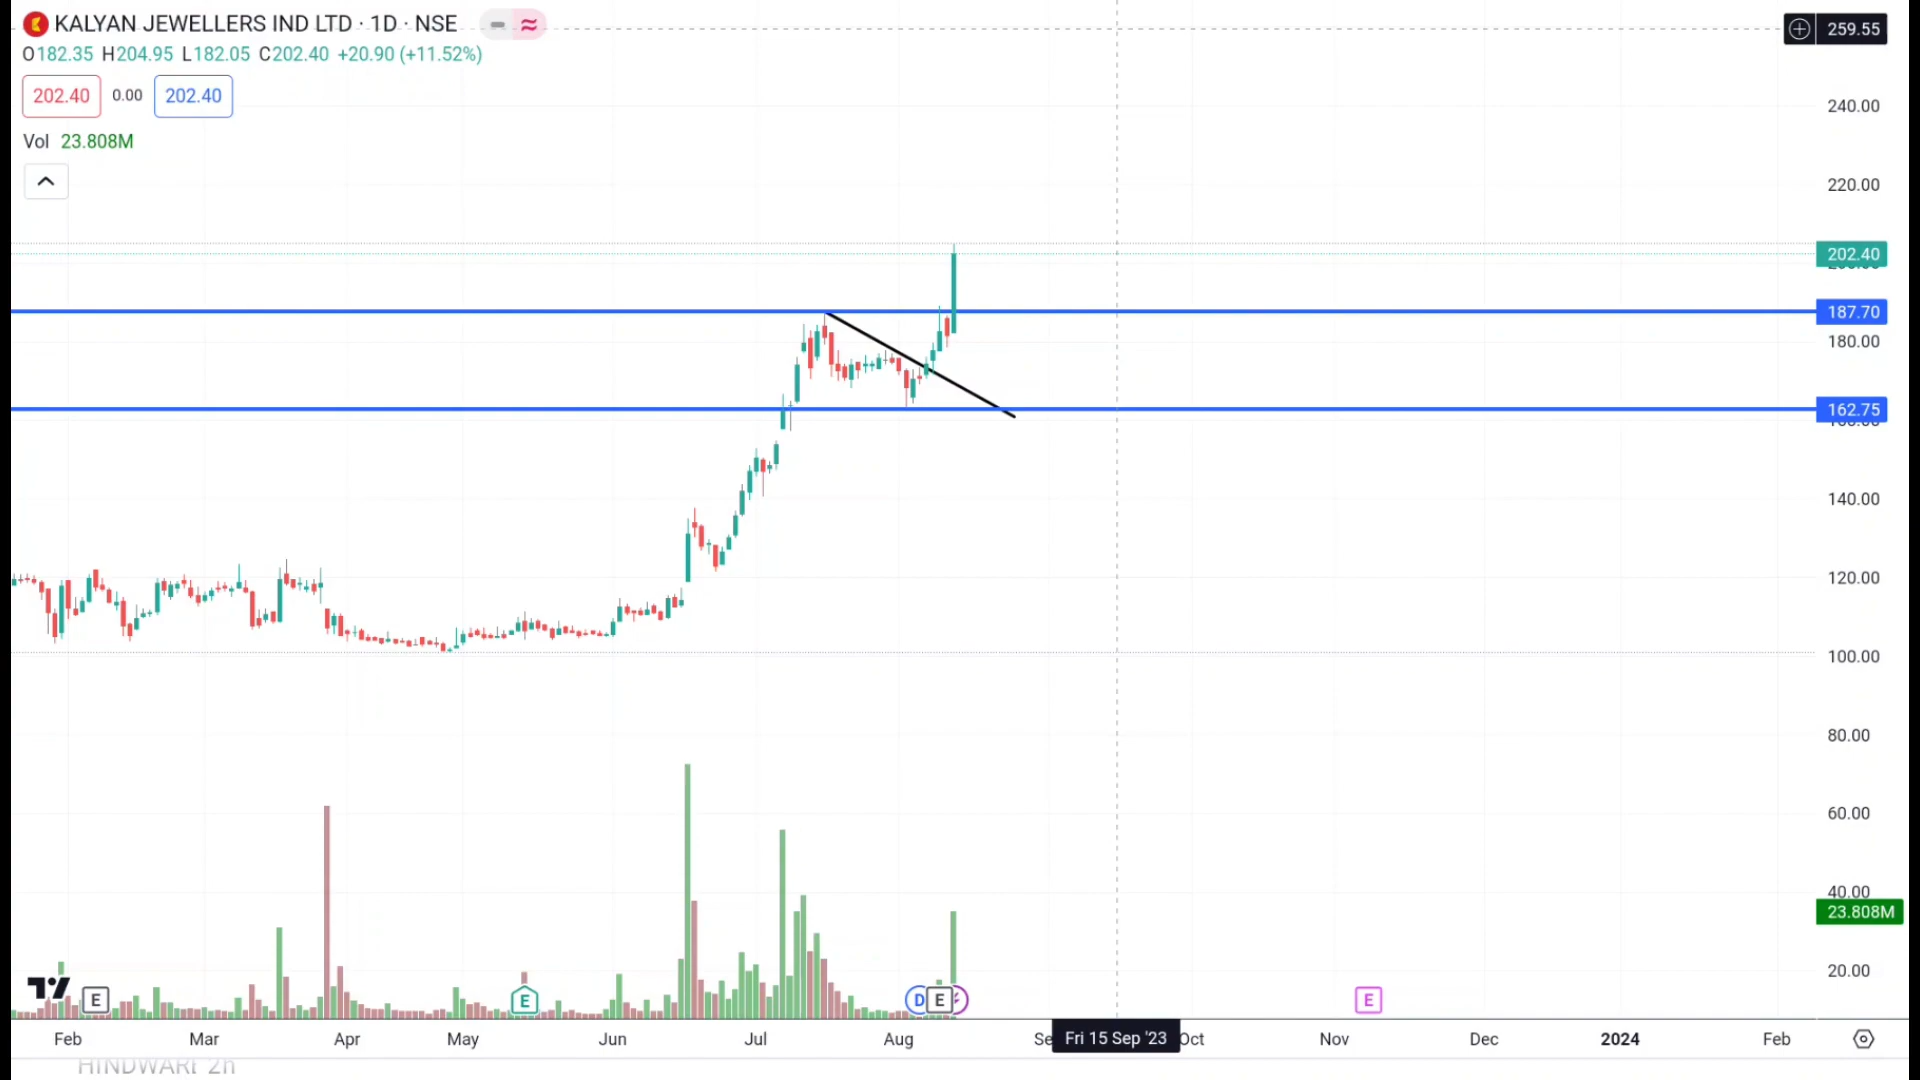 KALYAN JEWELLERS IND LTD · 1D · NSE
O182.35 H204.95 L182.05 C202.40 +20.90 (+11.52%)
202.40 0.00 202.40
Vol 23.808M
259.55
240.00
220.00
202.40
187.70
180.00
162.75
140.00
120.00
100.00
80.00
60.00
40.00
23.808M
20.00
E E D E E
Feb Mar Apr May Jun Jul Aug Fri 15 Sep '23 Oct Nov Dec 2024 Feb